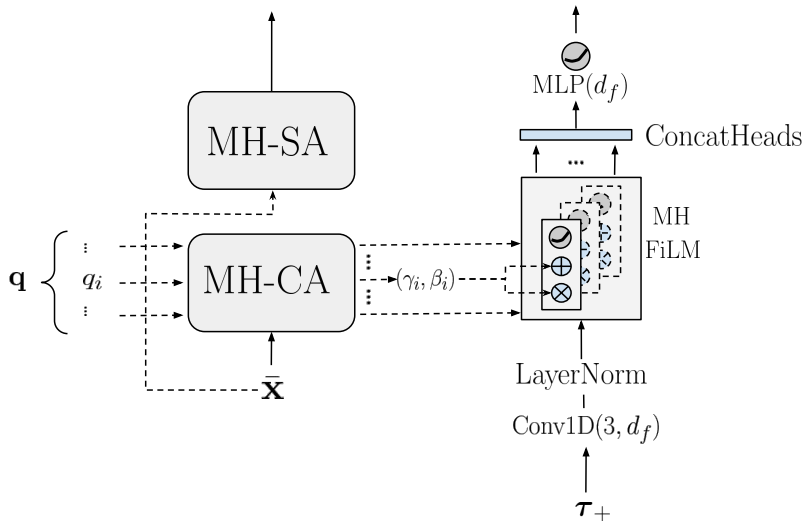 MLP(d_f)
ConcatHeads
MH-SA
...
MH
FiLM
q
...
q_i
...
MH-CA
...
(γ_i, β_i)
...
x̄
LayerNorm
Conv1D(3, d_f)
τ_+